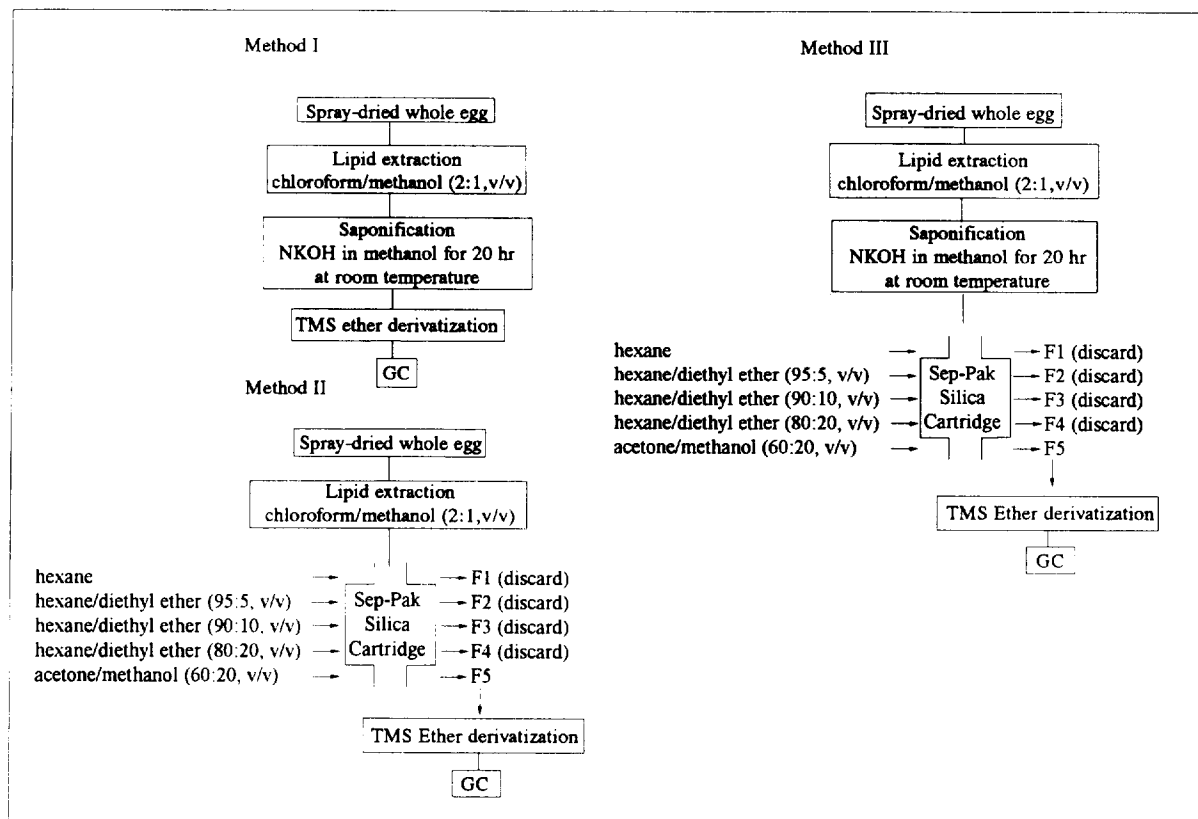 Method I
Spray-dried whole egg
Lipid extraction
chloroform/methanol (2:1,v/v)
Saponification
NKOH in methanol for 20 hr
at room temperature
TMS ether derivatization
GC
Method II
Spray-dried whole egg
Lipid extraction
chloroform/methanol (2:1,v/v)
hexane
hexane/diethyl ether (95:5, v/v)
hexane/diethyl ether (90:10, v/v)
hexane/diethyl ether (80:20, v/v)
acetone/methanol (60:20, v/v)
Sep-Pak
Silica
Cartridge
F1 (discard)
F2 (discard)
F3 (discard)
F4 (discard)
F5
TMS Ether derivatization
GC
Method III
Spray-dried whole egg
Lipid extraction
chloroform/methanol (2:1,v/v)
Saponification
NKOH in methanol for 20 hr
at room temperature
hexane
hexane/diethyl ether (95:5, v/v)
hexane/diethyl ether (90:10, v/v)
hexane/diethyl ether (80:20, v/v)
acetone/methanol (60:20, v/v)
Sep-Pak
Silica
Cartridge
F1 (discard)
F2 (discard)
F3 (discard)
F4 (discard)
F5
TMS Ether derivatization
GC